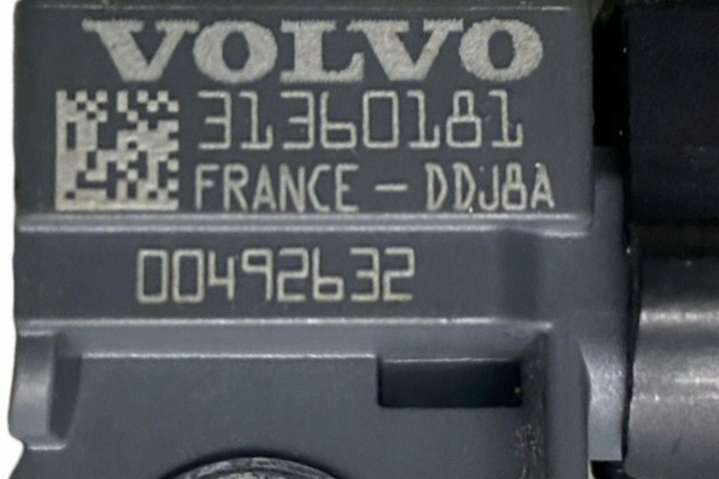 VOLVO
31360181
FRANCE - DDJ8A
00492632